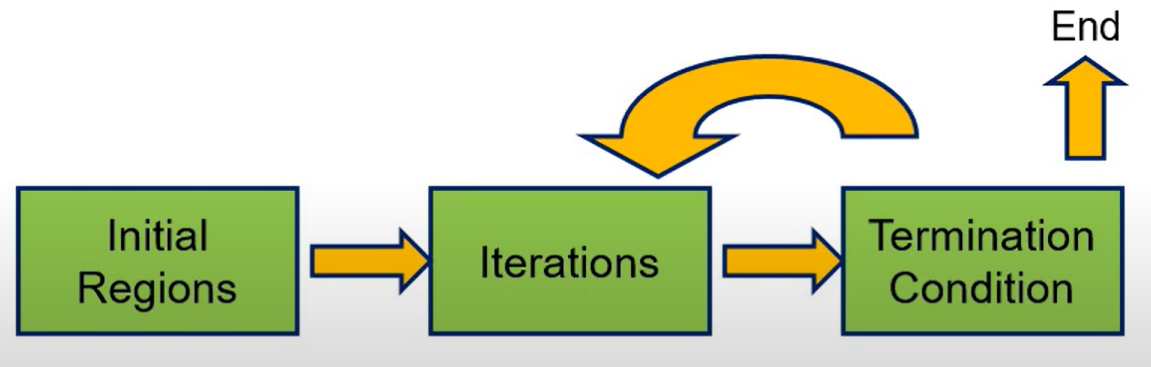 End
Initial
Regions
Iterations
Termination
Condition